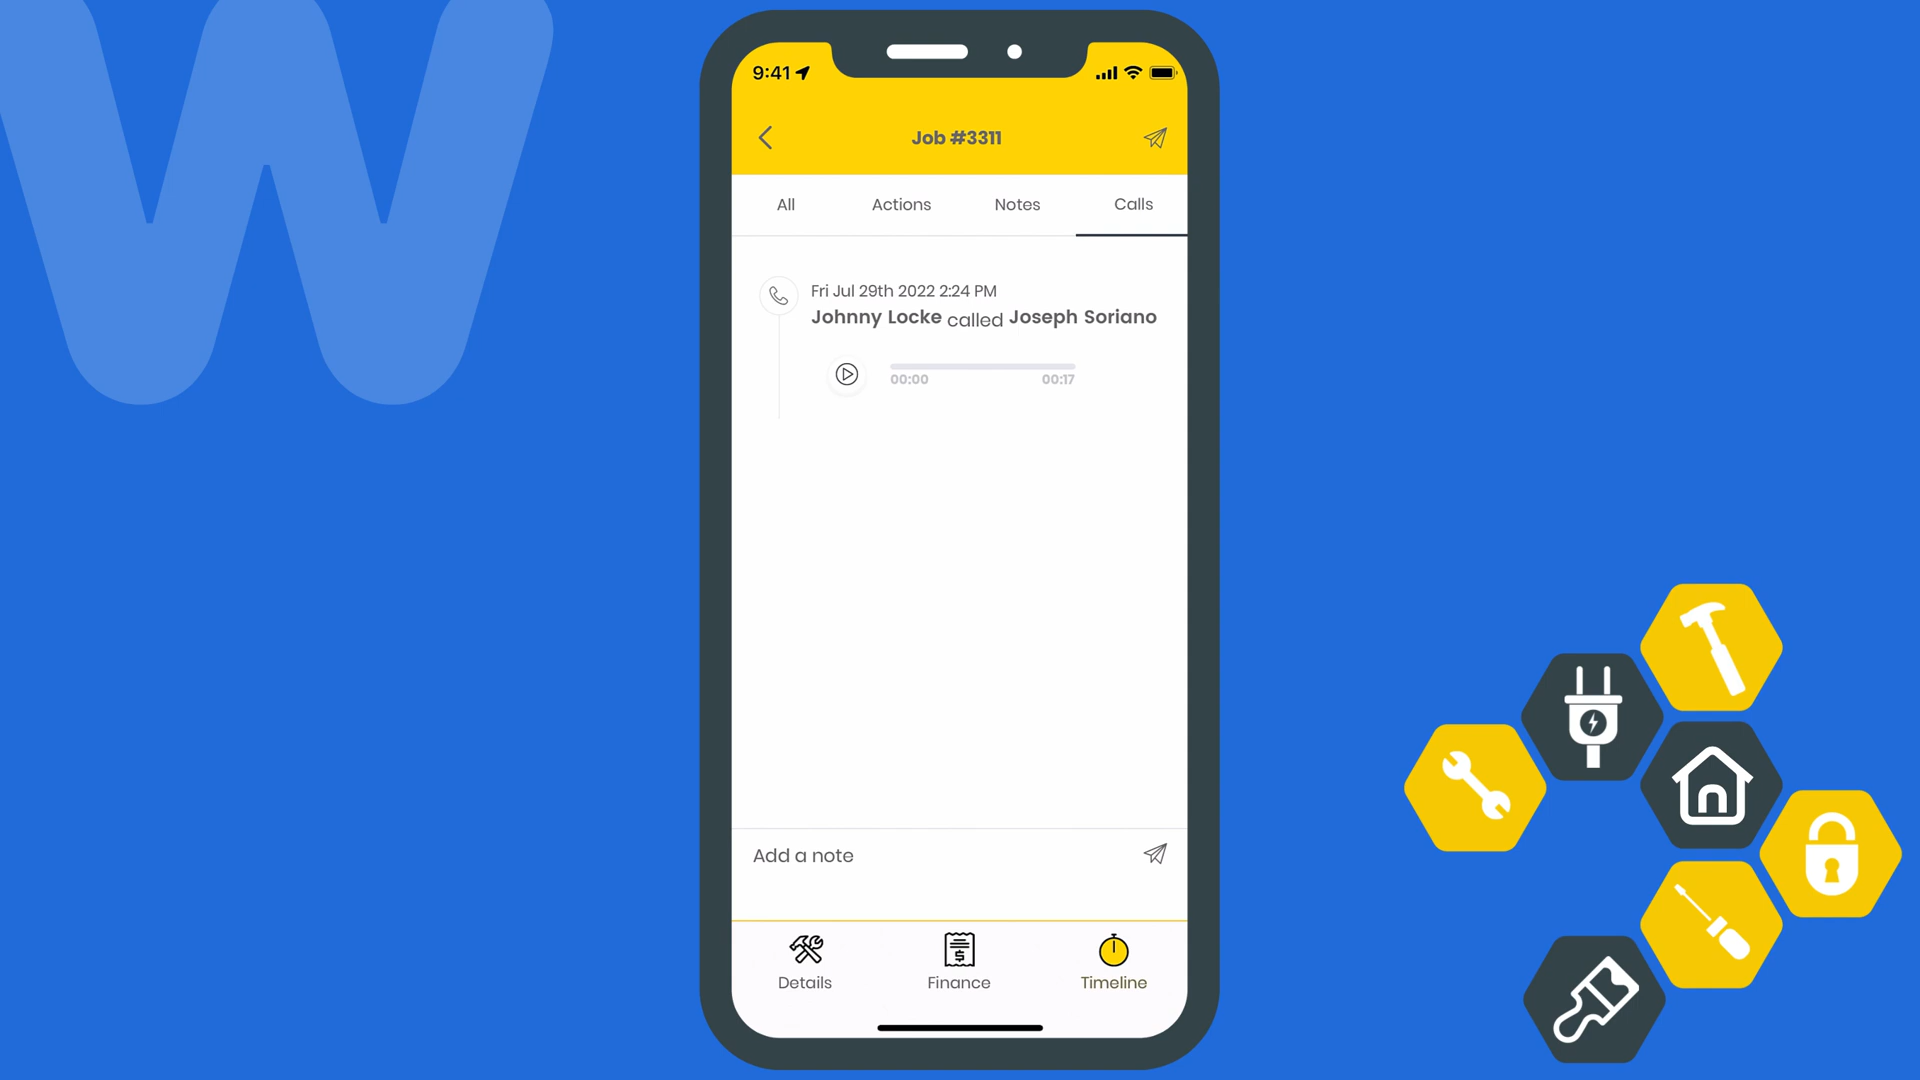 W
9:41
Job #3311
All Actions Notes Calls
Fri Jul 29th 2022 2:24 PM
Johnny Locke called Joseph Soriano
00:00 00:17
Add a note
$
Details Finance Timeline